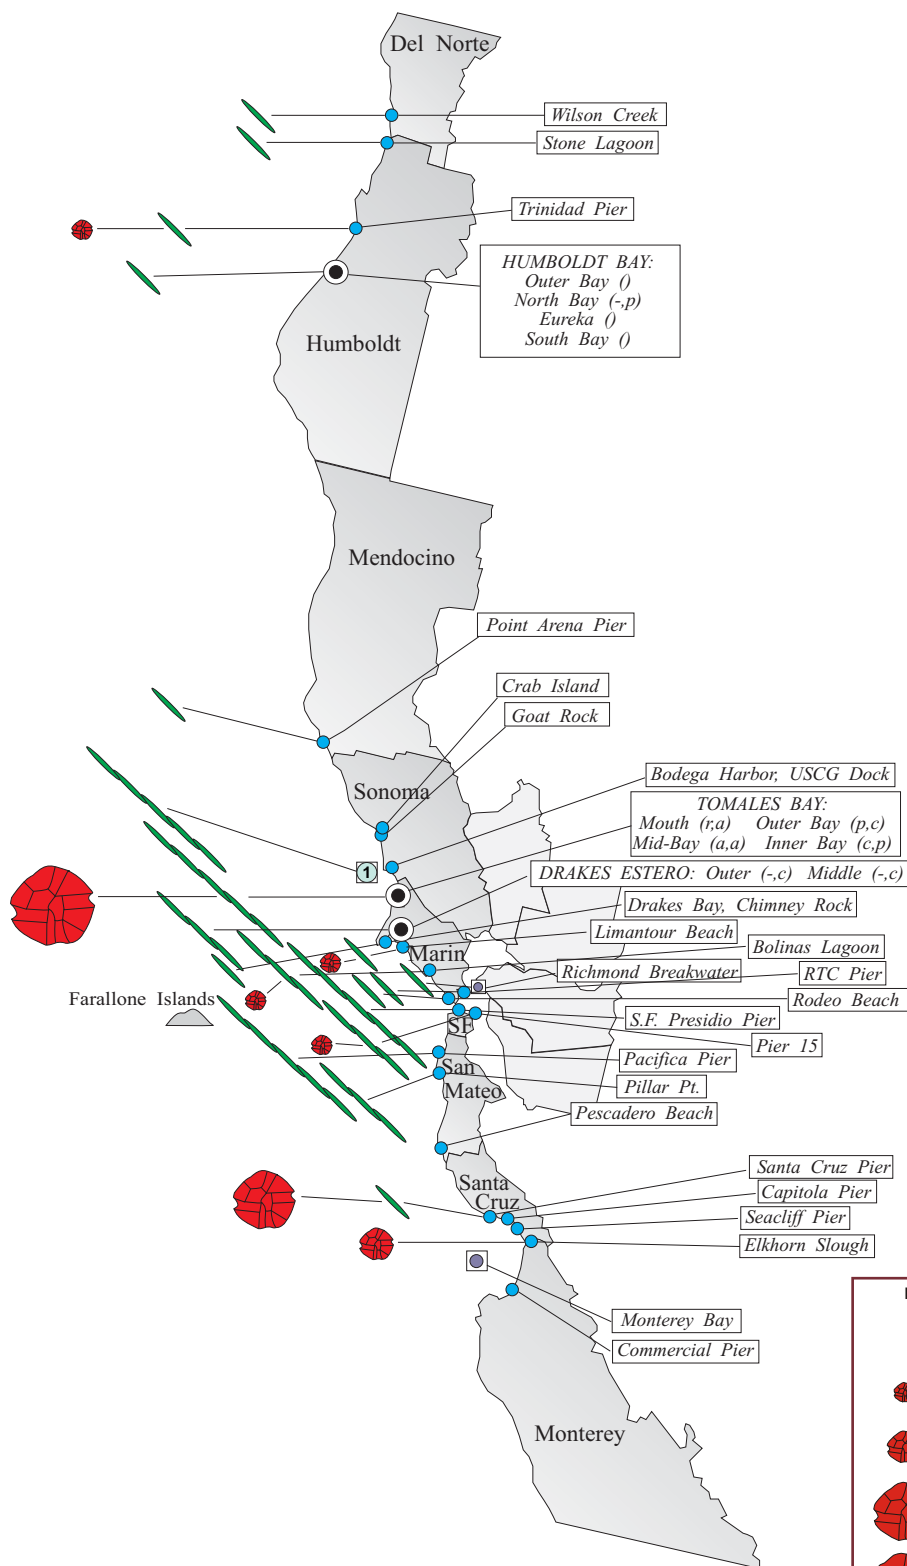 Del Norte
Wilson Creek
Stone Lagoon
Trinidad Pier
HUMBOLDT BAY:
Outer Bay ()
North Bay (-,p)
Eureka ()
South Bay ()
Humboldt
Mendocino
Point Arena Pier
Crab Island
Goat Rock
Bodega Harbor, USCG Dock
Sonoma
TOMALES BAY:
Mouth (r,a) Outer Bay (p,c)
Mid-Bay (a,a) Inner Bay (c,p)
1
DRAKES ESTERO: Outer (-,c) Middle (-,c)
Drakes Bay, Chimney Rock
Limantour Beach
Marin
Bolinas Lagoon
Richmond Breakwater
RTC Pier
Farallone Islands
Rodeo Beach
S.F. Presidio Pier
SF
Pier 15
Pacifica Pier
San
Mateo
Pillar Pt.
Pescadero Beach
Santa Cruz Pier
Santa
Cruz
Capitola Pier
Seacliff Pier
Elkhorn Slough
Monterey Bay
Commercial Pier
Monterey